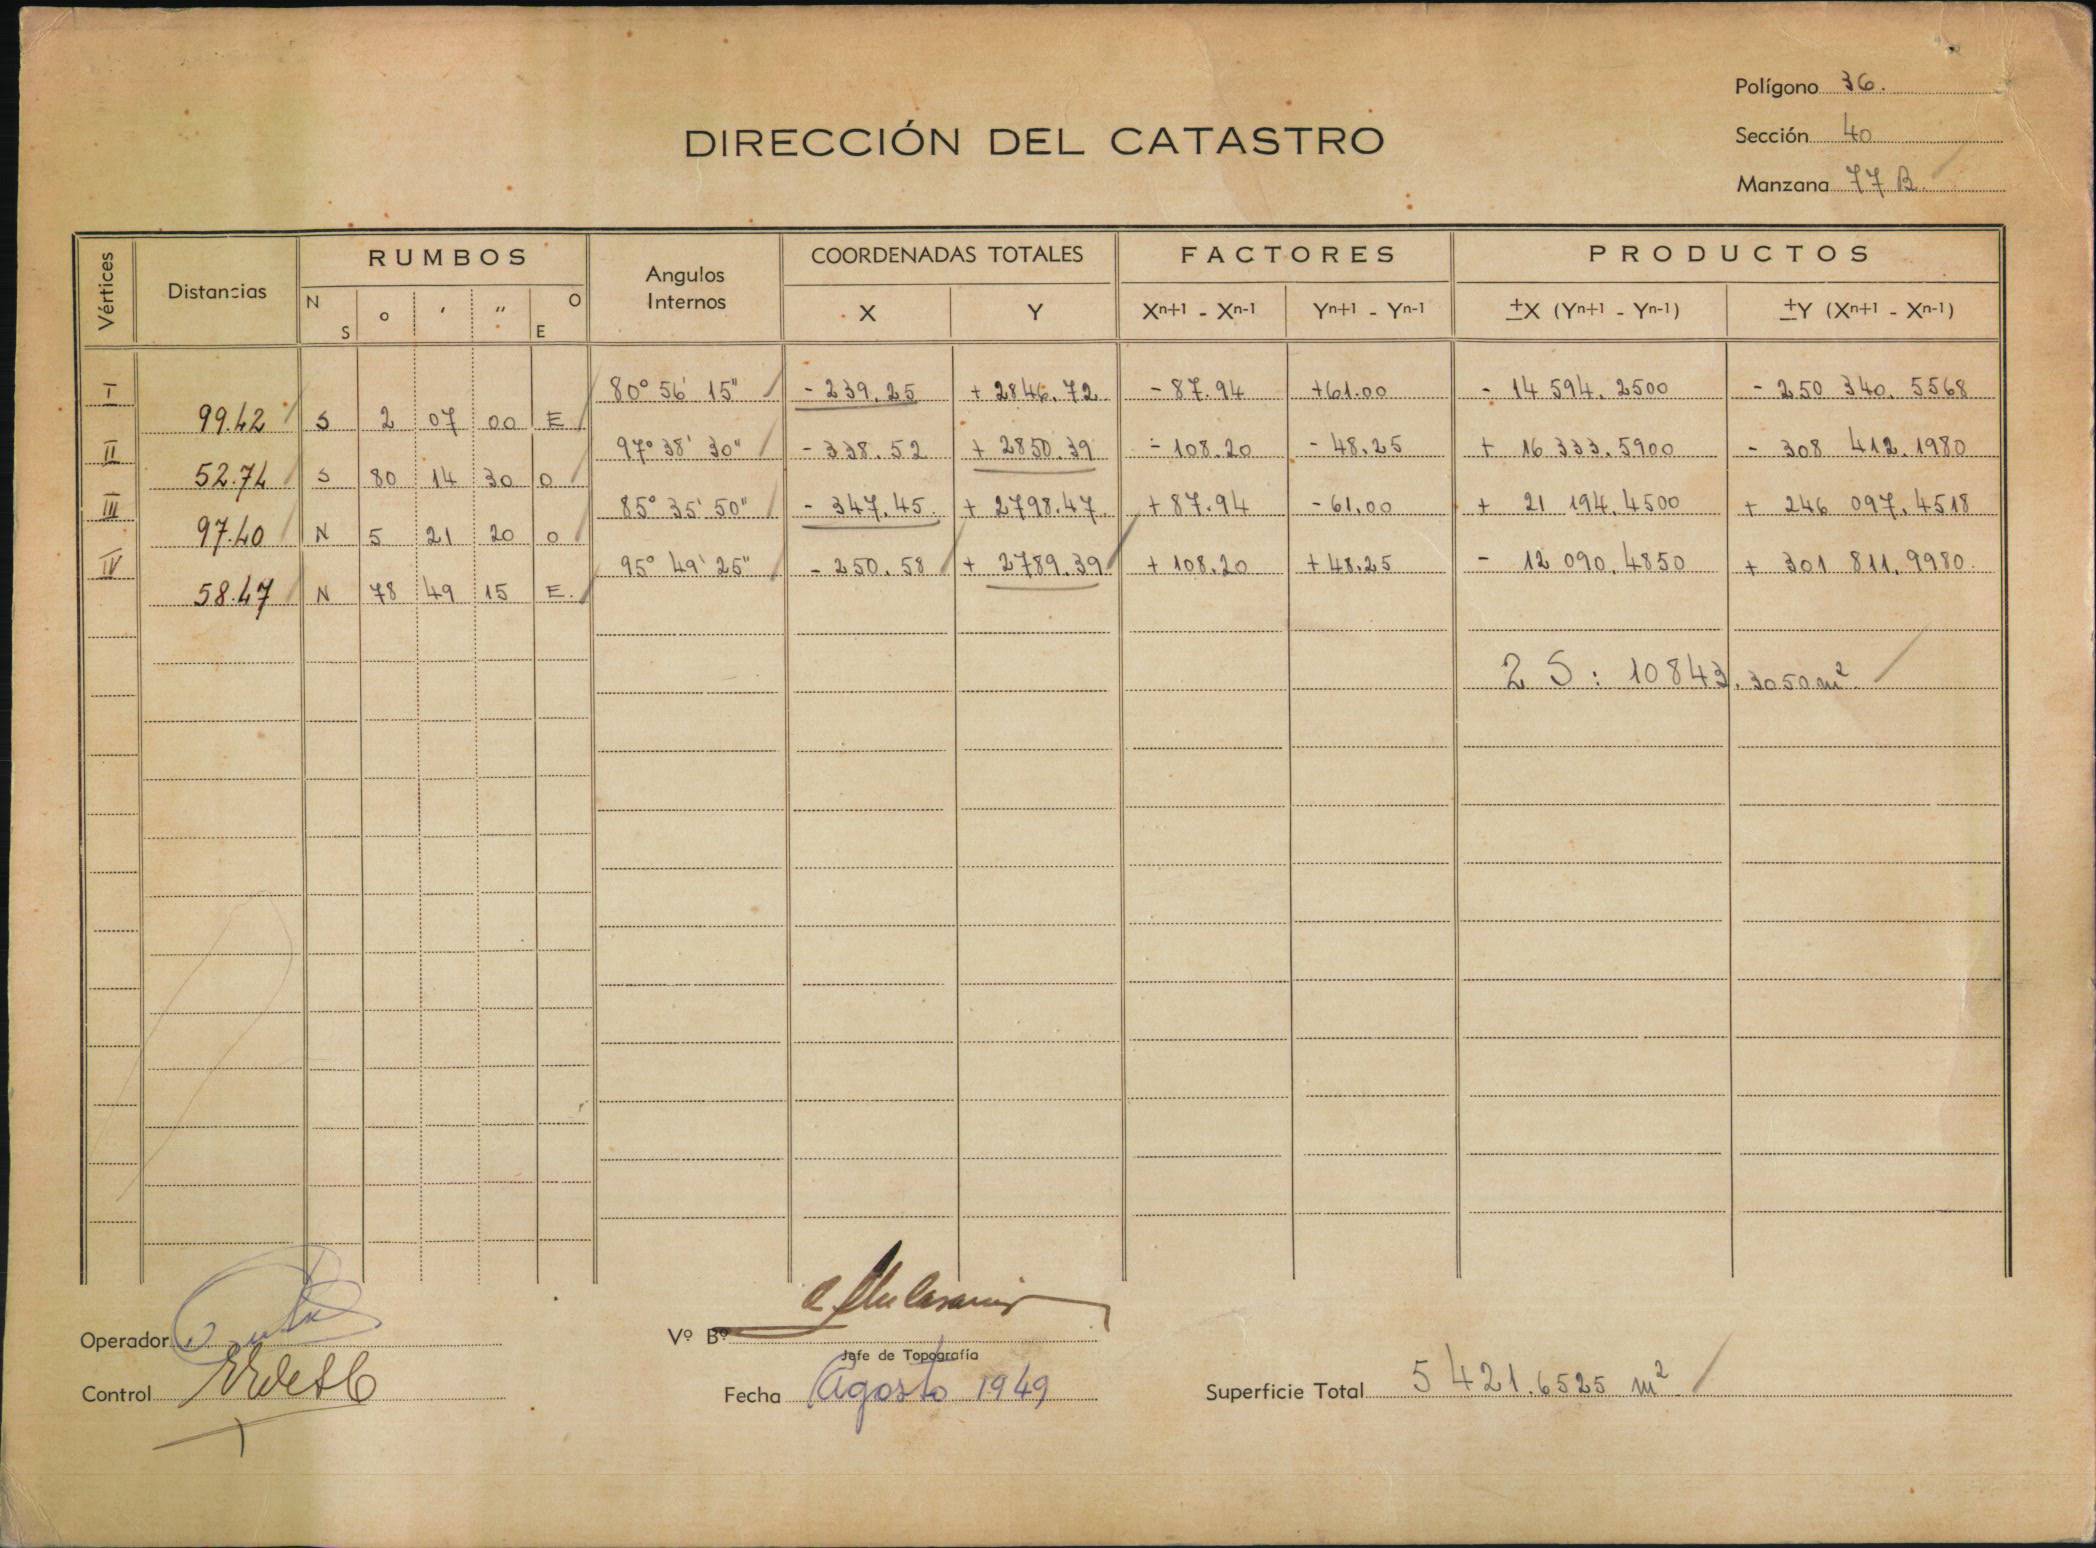 Polígono 36.
Sección 40
Manzana 77 B.
DIRECCIÓN DEL CATASTRO
Vértices Distancias RUMBOS Angulos Internos COORDENADAS TOTALES FACTORES PRODUCTOS
N S o ′ ″ O E X Y Xⁿ⁺¹ - Xⁿ⁻¹ Yⁿ⁺¹ - Yⁿ⁻¹ ±X (Yⁿ⁺¹ - Yⁿ⁻¹) ±Y (Xⁿ⁺¹ - Xⁿ⁻¹)
I 80° 56' 15" - 239.25 + 2846.72 - 87.94 +61.00 - 14 594.2500 - 250 340.5568
99.42 S 2 07 00 E
II 97° 38' 30" - 338.52 + 2850.39 - 108.20 - 48.25 + 16 333.5900 - 308 412.1980
52.74 S 80 14 30 O
III 85° 35' 50" - 347.45 + 2798.47 + 87.94 - 61.00 + 21 194.4500 + 246 097.4518
97.40 N 5 21 20 O
IV 95° 49' 25" - 250.58 + 2789.39 + 108.20 + 48.25 - 12 090.4850 + 301 811.9980
58.47 N 78 49 15 E.
2 S : 10843.3050 m²
Operador
Control
Vº Bº
Jefe de Topografía
Fecha Agosto 1949
Superficie Total 5 421.6525 m²